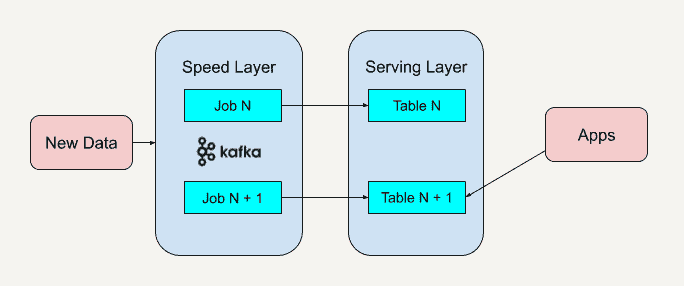 Speed Layer
Serving Layer
Job N
Table N
New Data
kafka
Apps
Job N + 1
Table N + 1